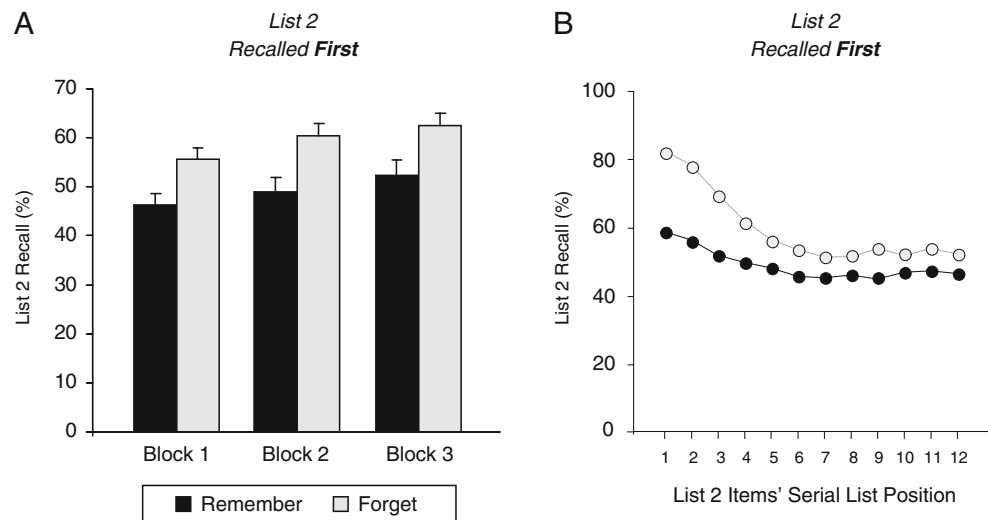 A
List 2
Recalled First
List 2 Recall (%)
70
60
50
40
30
20
10
0
Block 1 Block 2 Block 3
Remember Forget
B
List 2
Recalled First
List 2 Recall (%)
100
80
60
40
20
0
1 2 3 4 5 6 7 8 9 10 11 12
List 2 Items' Serial List Position